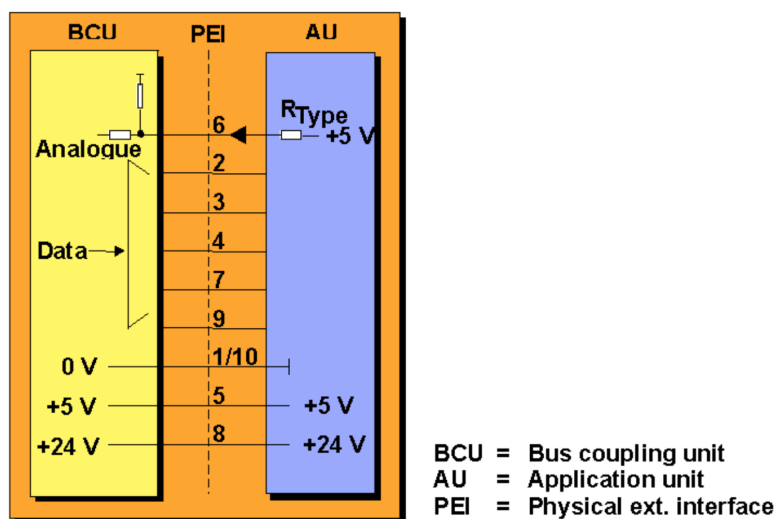 BCU PEI AU
R Type
6
+5 V
Analogue
2
3
Data
4
7
9
0 V 1/10
+5 V 5 +5 V
+24 V 8 +24 V
BCU = Bus coupling unit
AU = Application unit
PEI = Physical ext. interface